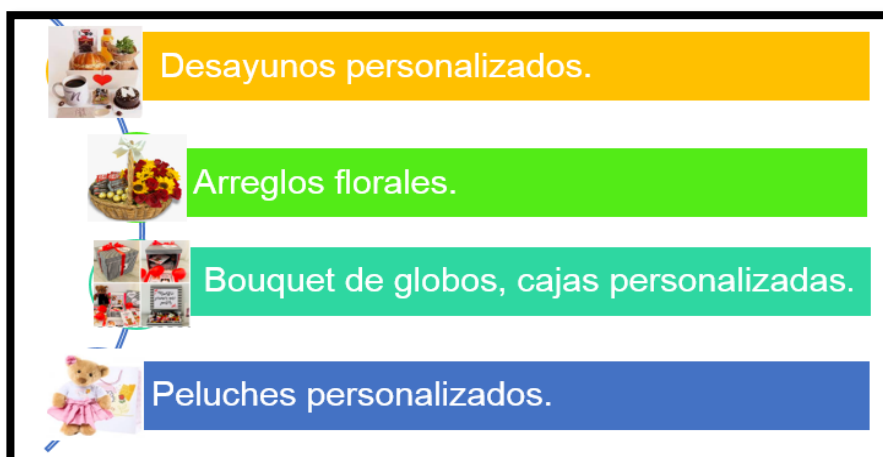 Desayunos personalizados.
Arreglos florales.
Bouquet de globos, cajas personalizadas.
Peluches personalizados.